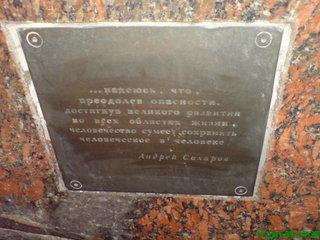 ...надеюсь, что,
преодолев опасности,
достигнув великого развития
во всех областях жизни,
человечество сумеет сохранить
человеческое в человеке
Андрей Сахаров